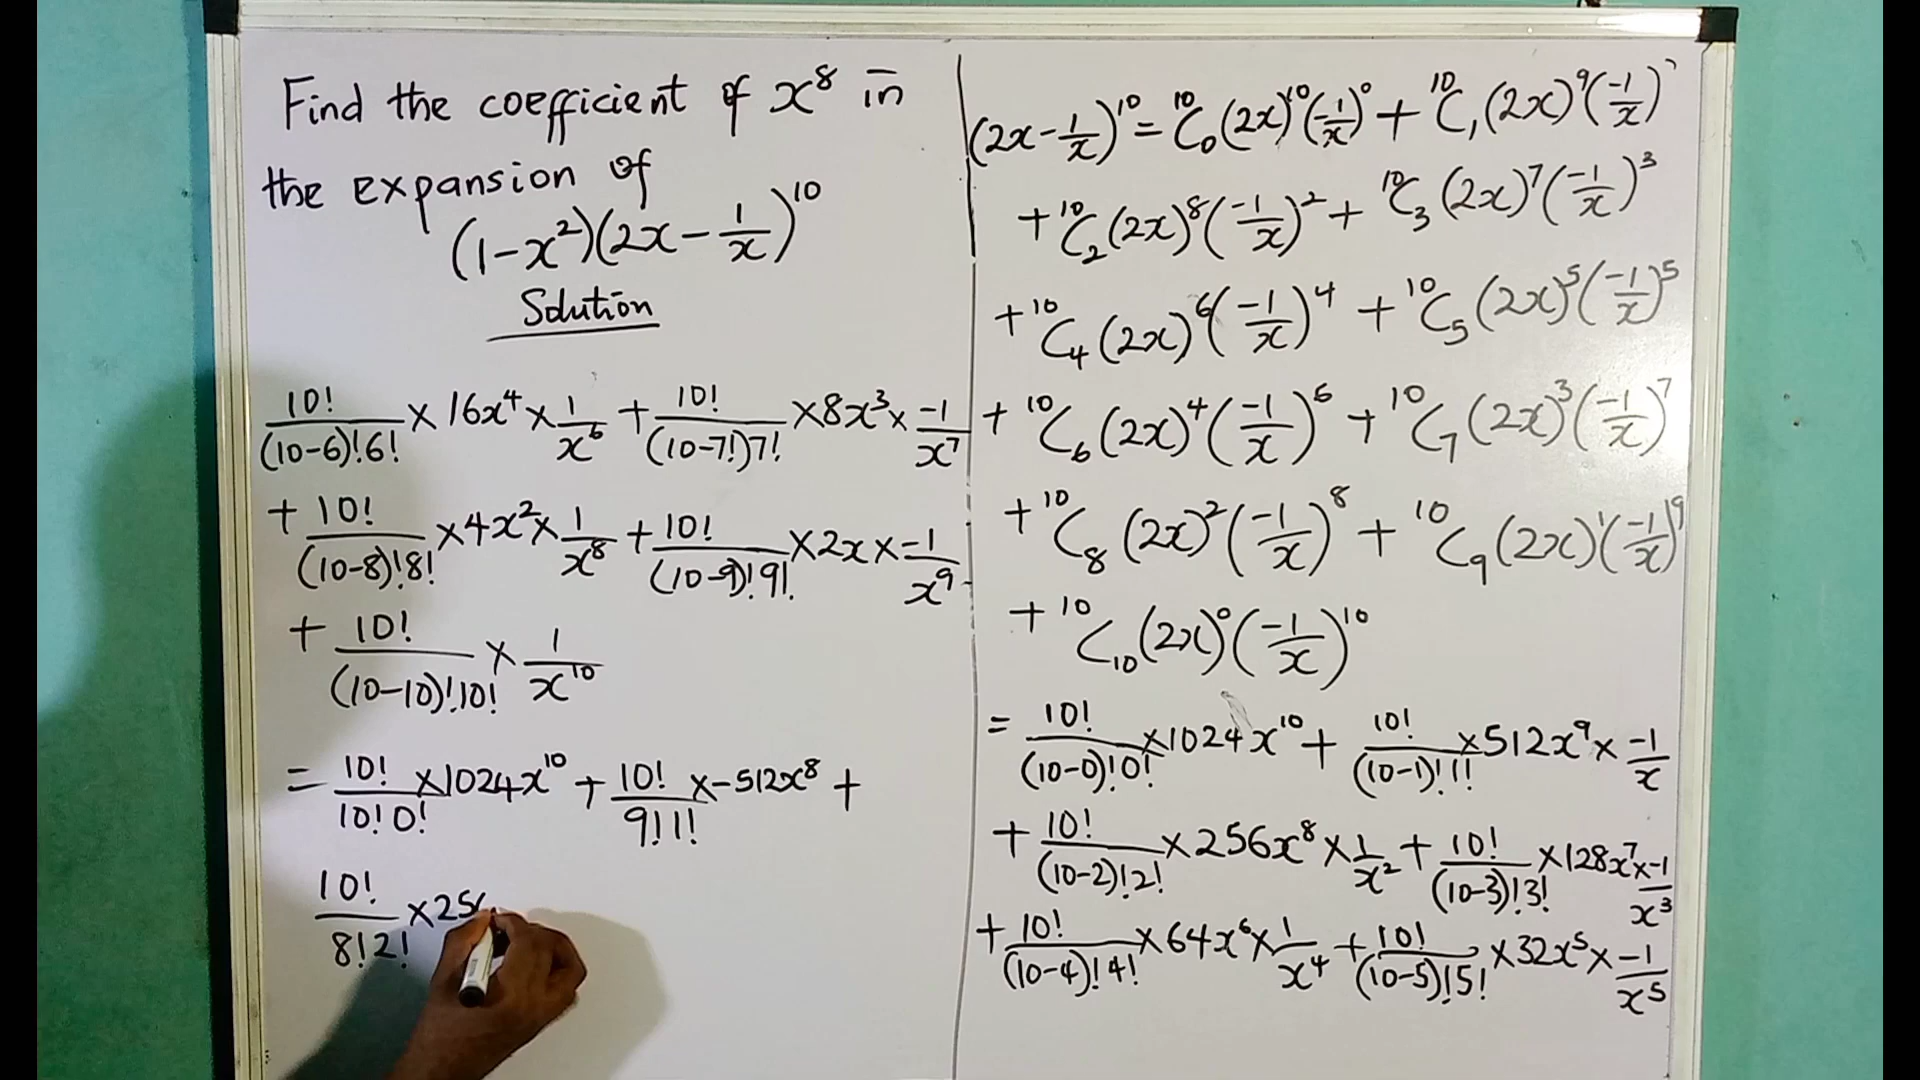 Find the coefficient of x⁸ in
the expansion of
(1-x²)(2x - 1/x)¹⁰
Solution
(2x - 1/x)¹⁰ = ¹⁰C₀(2x)¹⁰(-1/x)⁰ + ¹⁰C₁(2x)⁹(-1/x)¹
+ ¹⁰C₂(2x)⁸(-1/x)² + ¹⁰C₃(2x)⁷(-1/x)³
+ ¹⁰C₄(2x)⁶(-1/x)⁴ + ¹⁰C₅(2x)⁵(-1/x)⁵
+ ¹⁰C₆(2x)⁴(-1/x)⁶ + ¹⁰C₇(2x)³(-1/x)⁷
+ ¹⁰C₈(2x)²(-1/x)⁸ + ¹⁰C₉(2x)¹(-1/x)⁹
+ ¹⁰C₁₀(2x)⁰(-1/x)¹⁰
= 10!/(10-0)!0! × 1024x¹⁰ + 10!/(10-1)!1! × 512x⁹ × -1/x
+ 10!/(10-2)!2! × 256x⁸ × 1/x² + 10!/(10-3)!3! × 128x⁷ × -1/x³
+ 10!/(10-4)!4! × 64x⁶ × 1/x⁴ + 10!/(10-5)!5! × 32x⁵ × -1/x⁵
10!/(10-6)!6! × 16x⁴ × 1/x⁶ + 10!/(10-7!)7! × 8x³ × -1/x⁷
+ 10!/(10-8)!8! × 4x² × 1/x⁸ + 10!/(10-9)!9! × 2x × -1/x⁹
+ 10!/(10-10)!10! × 1/x¹⁰
= 10!/10!0! × 1024x¹⁰ + 10!/9!1! × -512x⁸ +
10!/8!2! × 25